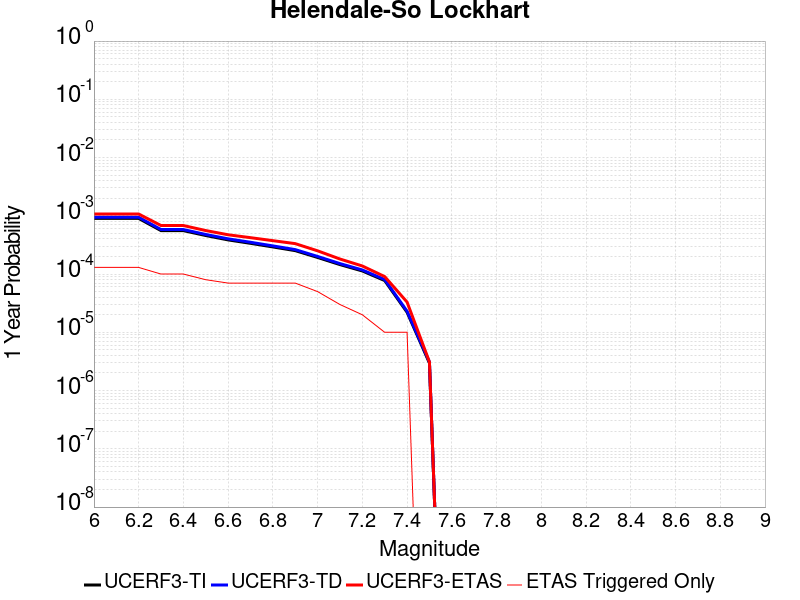 Helendale-So Lockhart
10^0
10^-1
10^-2
10^-3
10^-4
10^-5
10^-6
10^-7
10^-8
1 Year Probability
6 6.2 6.4 6.6 6.8 7 7.2 7.4 7.6 7.8 8 8.2 8.4 8.6 8.8 9
Magnitude
UCERF3-TI UCERF3-TD UCERF3-ETAS ETAS Triggered Only